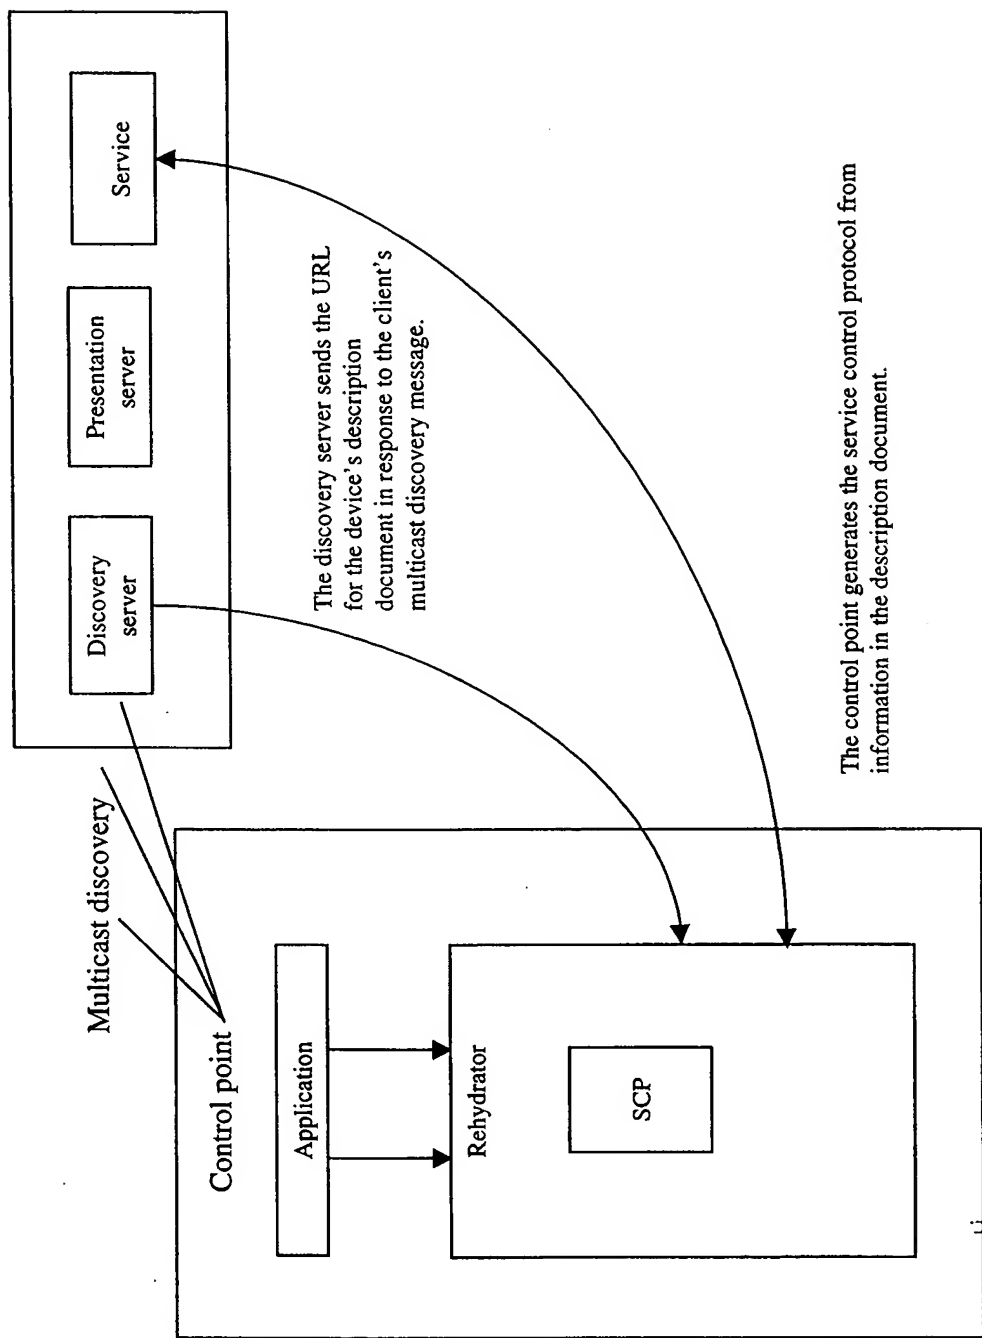 Multicast discovery
Control point
Application
Rehydrator
SCP
Discovery
server
Presentation
server
Service
The discovery server sends the URL
for the device's description
document in response to the client's
multicast discovery message.
The control point generates the service control protocol from
information in the description document.